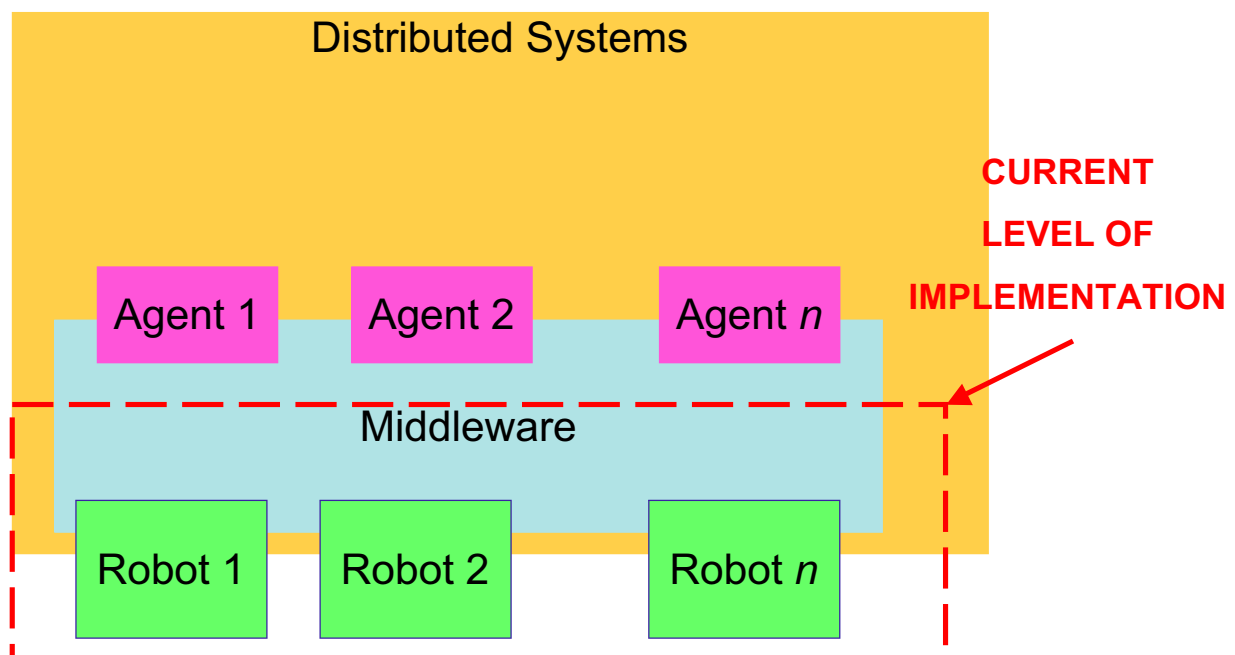 Distributed Systems
CURRENT
LEVEL OF
IMPLEMENTATION
Agent 1
Agent 2
Agent n
Middleware
Robot 1
Robot 2
Robot n